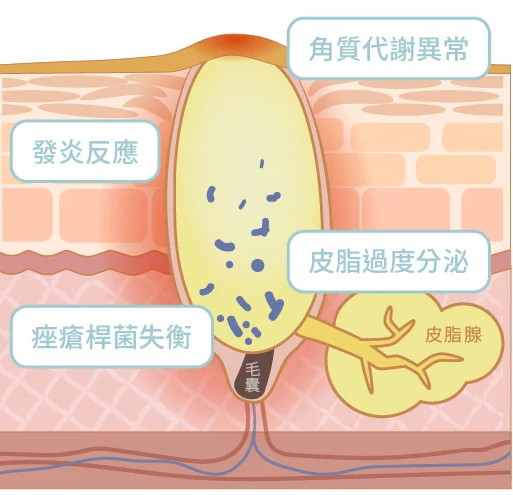 角質代謝異常
發炎反應
皮脂過度分泌
痤瘡桿菌失衡
皮脂腺
毛囊